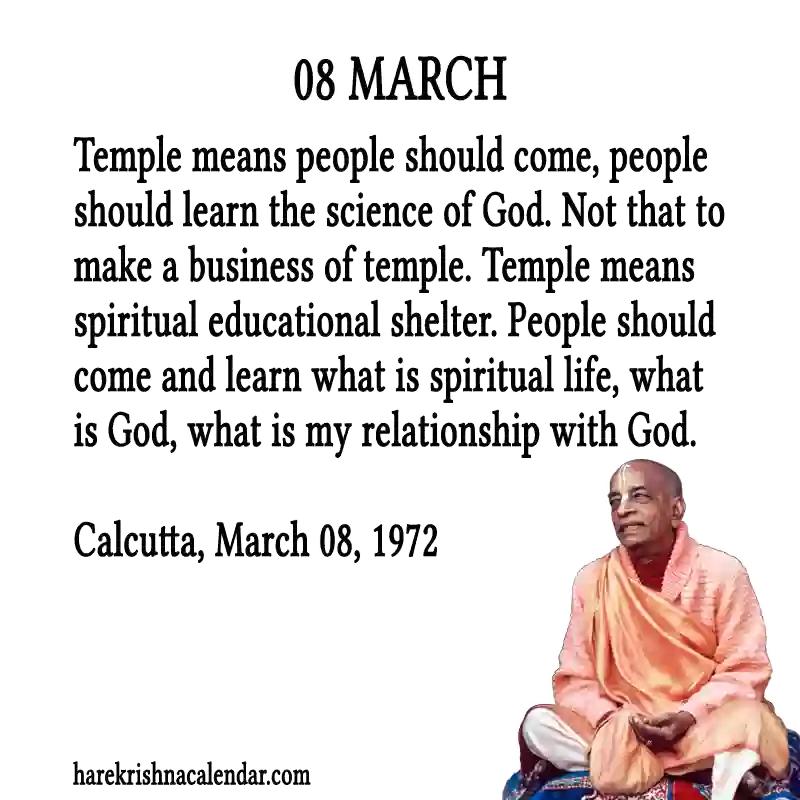 08 MARCH
Temple means people should come, people
should learn the science of God. Not that to
make a business of temple. Temple means
spiritual educational shelter. People should
come and learn what is spiritual life, what
is God, what is my relationship with God.
Calcutta, March 08, 1972
harekrishnacalendar.com